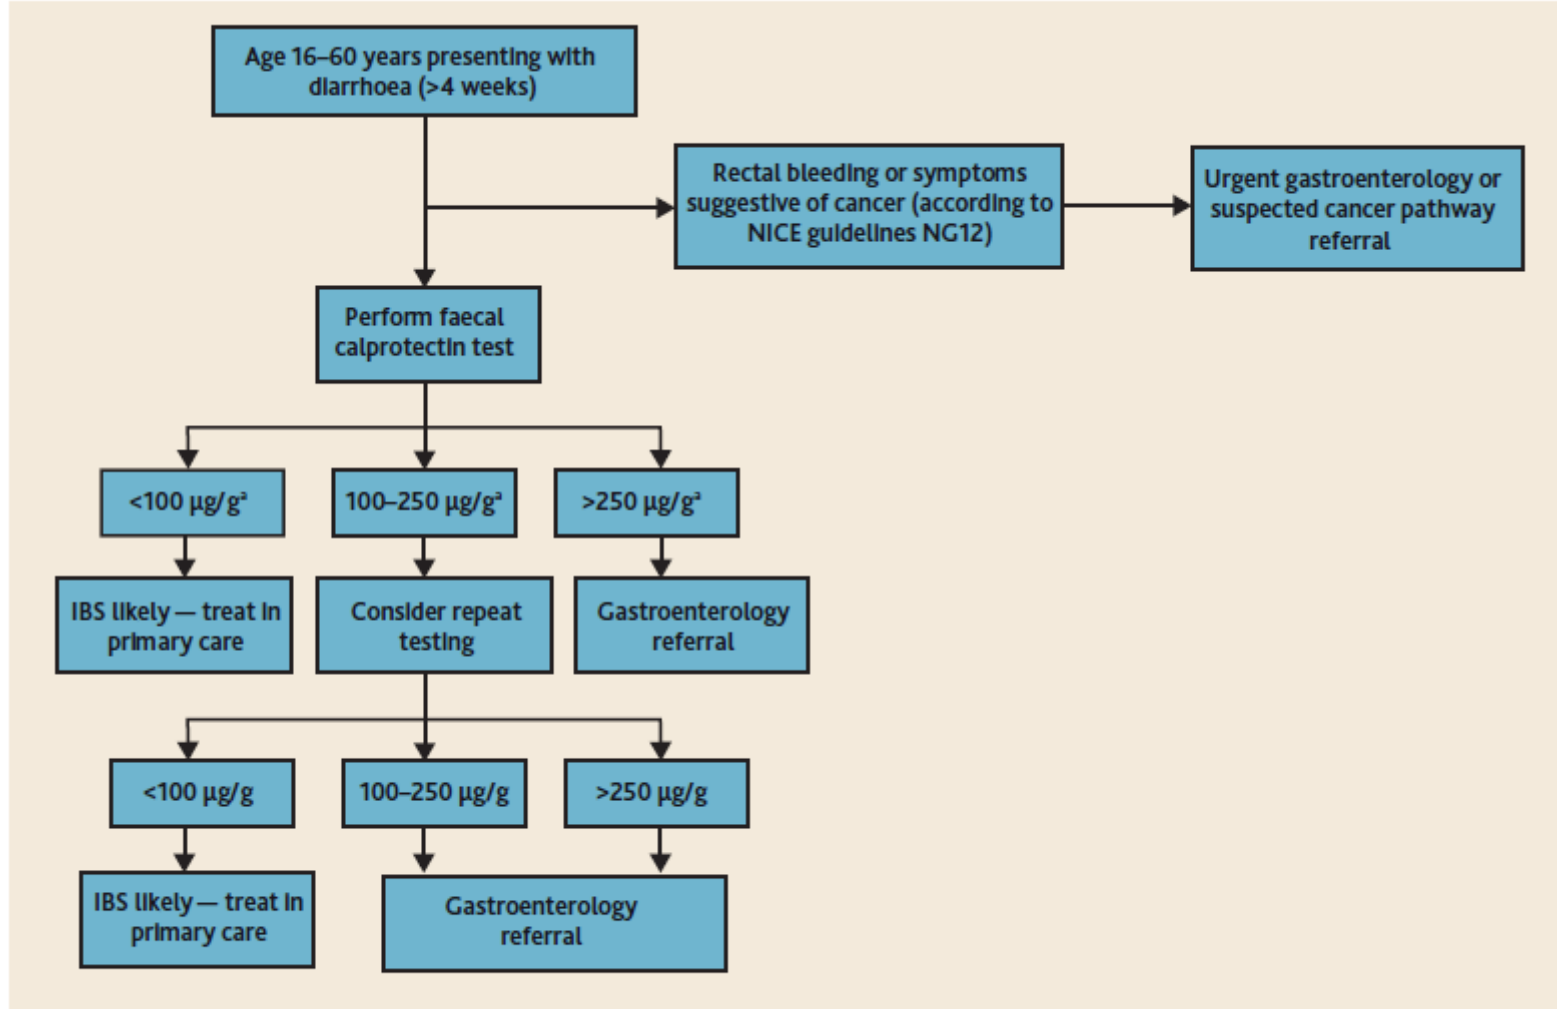 Age 16–60 years presenting with
diarrhoea (>4 weeks)
Rectal bleeding or symptoms
suggestive of cancer (according to
NICE guidelines NG12)
Urgent gastroenterology or
suspected cancer pathway
referral
Perform faecal
calprotectin test
<100 µg/gª
100–250 µg/gª
>250 µg/gª
IBS likely — treat in
primary care
Consider repeat
testing
Gastroenterology
referral
<100 µg/g
100–250 µg/g
>250 µg/g
IBS likely — treat in
primary care
Gastroenterology
referral